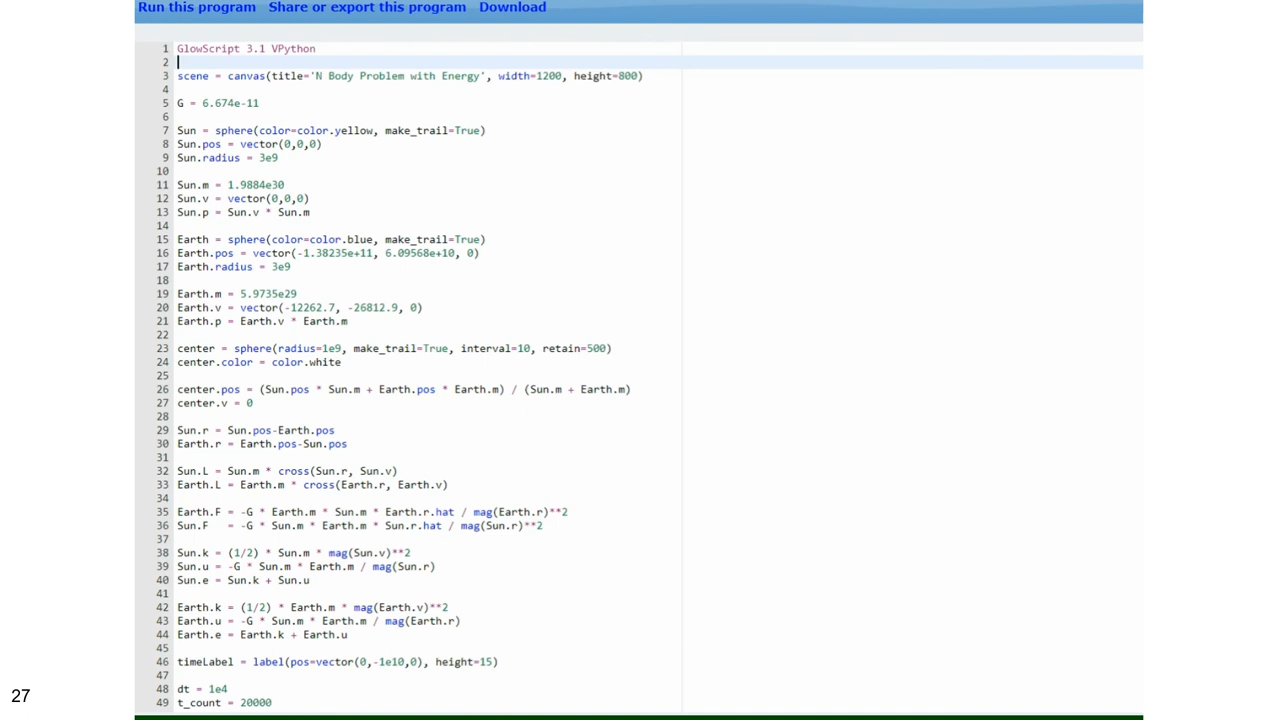 Run this program Share or export this program Download
1 GlowScript 3.1 VPython
2
3 scene = canvas(title='N Body Problem with Energy', width=1200, height=800)
4
5 G = 6.674e-11
6
7 Sun = sphere(color=color.yellow, make_trail=True)
8 Sun.pos = vector(0,0,0)
9 Sun.radius = 3e9
10
11 Sun.m = 1.9884e30
12 Sun.v = vector(0,0,0)
13 Sun.p = Sun.v * Sun.m
14
15 Earth = sphere(color=color.blue, make_trail=True)
16 Earth.pos = vector(-1.38235e+11, 6.09568e+10, 0)
17 Earth.radius = 3e9
18
19 Earth.m = 5.9735e29
20 Earth.v = vector(-12262.7, -26812.9, 0)
21 Earth.p = Earth.v * Earth.m
22
23 center = sphere(radius=1e9, make_trail=True, interval=10, retain=500)
24 center.color = color.white
25
26 center.pos = (Sun.pos * Sun.m + Earth.pos * Earth.m) / (Sun.m + Earth.m)
27 center.v = 0
28
29 Sun.r = Sun.pos-Earth.pos
30 Earth.r = Earth.pos-Sun.pos
31
32 Sun.L = Sun.m * cross(Sun.r, Sun.v)
33 Earth.L = Earth.m * cross(Earth.r, Earth.v)
34
35 Earth.F = -G * Earth.m * Sun.m * Earth.r.hat / mag(Earth.r)**2
36 Sun.F   = -G * Sun.m * Earth.m * Sun.r.hat / mag(Sun.r)**2
37
38 Sun.k = (1/2) * Sun.m * mag(Sun.v)**2
39 Sun.u = -G * Sun.m * Earth.m / mag(Sun.r)
40 Sun.e = Sun.k + Sun.u
41
42 Earth.k = (1/2) * Earth.m * mag(Earth.v)**2
43 Earth.u = -G * Sun.m * Earth.m / mag(Earth.r)
44 Earth.e = Earth.k + Earth.u
45
46 timeLabel = label(pos=vector(0,-1e10,0), height=15)
47
48 dt = 1e4
49 t_count = 20000
27